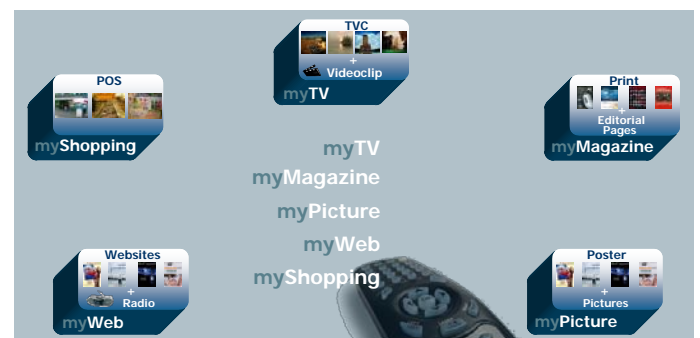 TVC
+
Videoclip
myTV
POS
myShopping
Print
+
Editorial
Pages
myMagazine
myTV
myMagazine
myPicture
myWeb
myShopping
Websites
+
Radio
myWeb
Poster
+
Pictures
myPicture